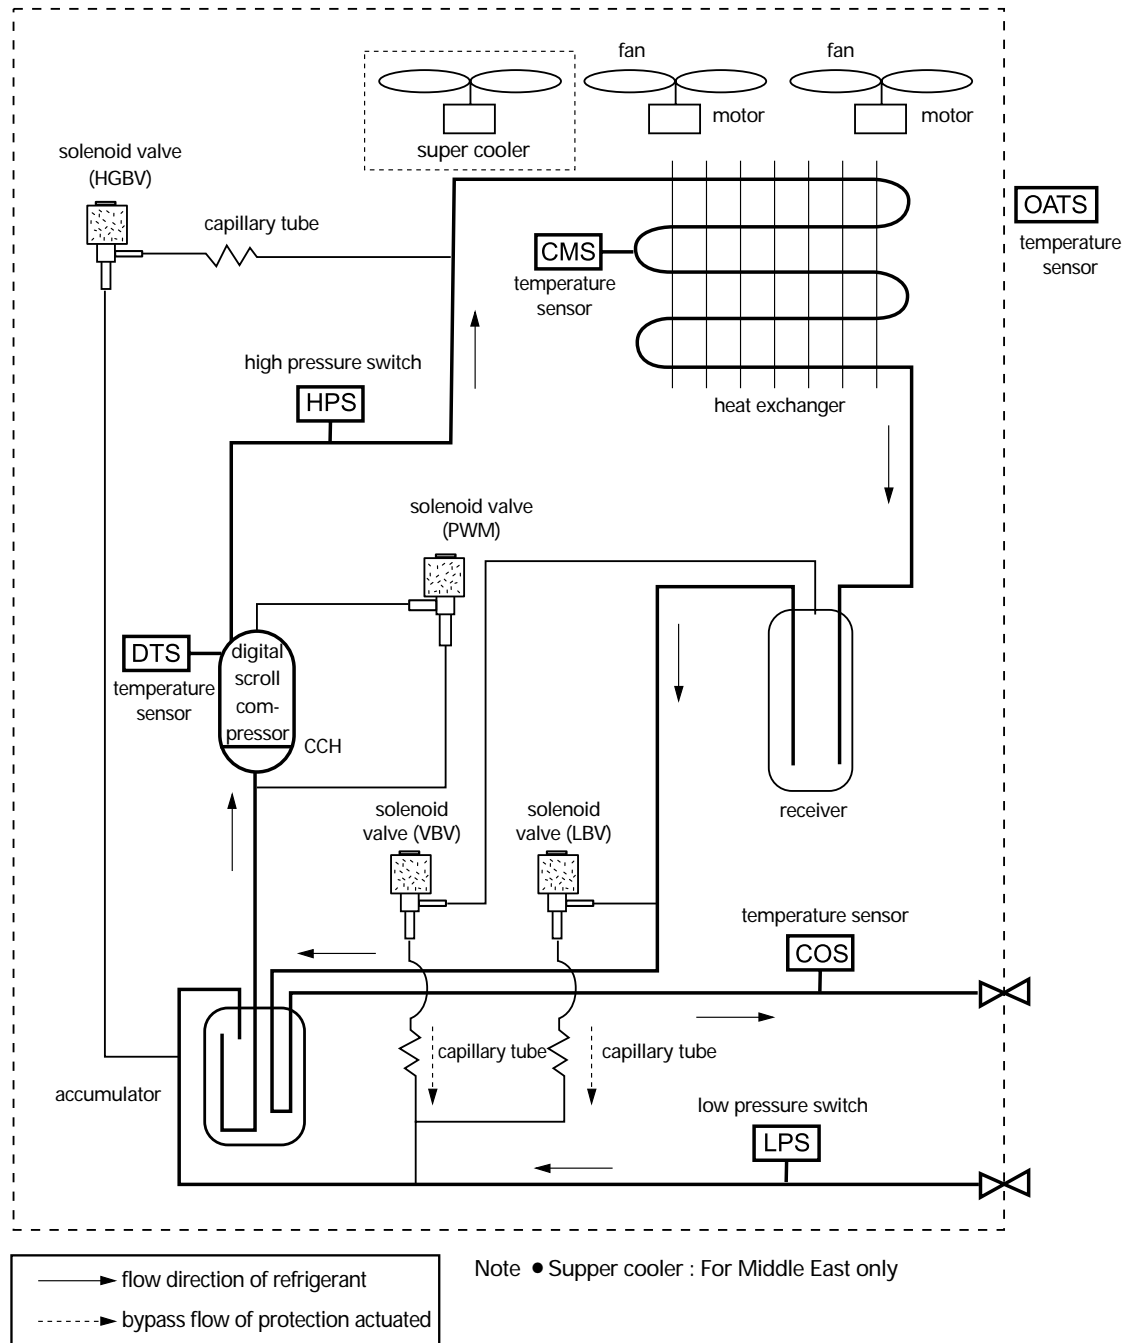 fan
fan
motor
motor
super cooler
solenoid valve
(HGBV)
capillary tube
OATS
temperature
sensor
CMS
temperature
sensor
high pressure switch
HPS
heat exchanger
solenoid valve
(PWM)
DTS
temperature
sensor
digital
scroll
com-
pressor
CCH
receiver
solenoid
valve (VBV)
solenoid
valve (LBV)
temperature sensor
COS
capillary tube
capillary tube
accumulator
low pressure switch
LPS
flow direction of refrigerant
bypass flow of protection actuated
Note ● Supper cooler : For Middle East only